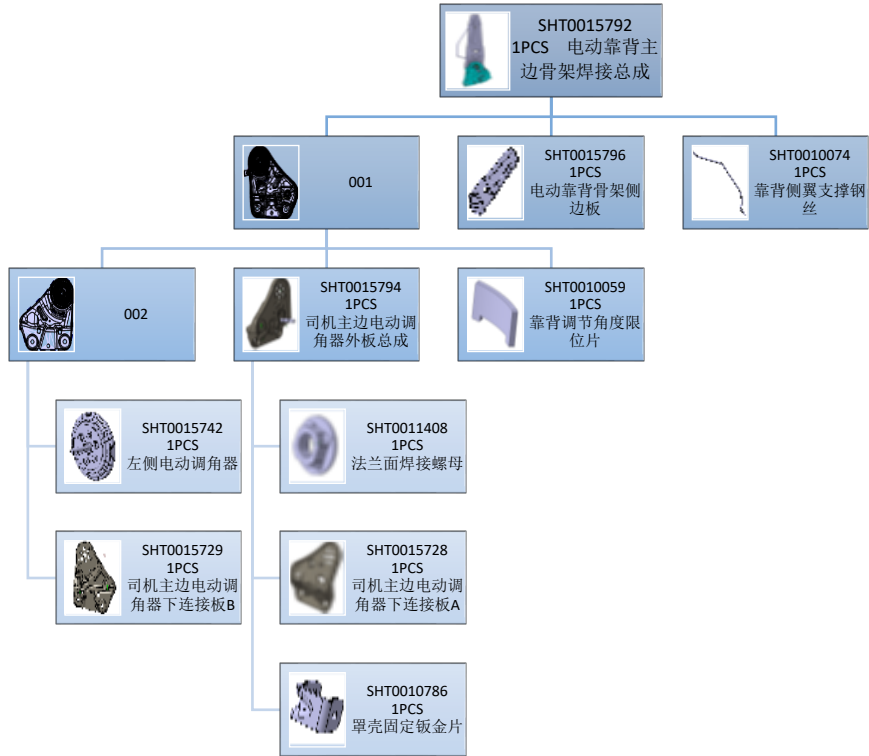 SHT0015792
1PCS 电动靠背主
边骨架焊接总成
001
SHT0015796
1PCS
电动靠背骨架侧
边板
SHT0010074
1PCS
靠背侧翼支撑钢
丝
002
SHT0015794
1PCS
司机主边电动调
角器外板总成
SHT0010059
1PCS
靠背调节角度限
位片
SHT0015742
1PCS
左侧电动调角器
SHT0011408
1PCS
法兰面焊接螺母
SHT0015729
1PCS
司机主边电动调
角器下连接板B
SHT0015728
1PCS
司机主边电动调
角器下连接板A
SHT0010786
1PCS
罩壳固定钣金片